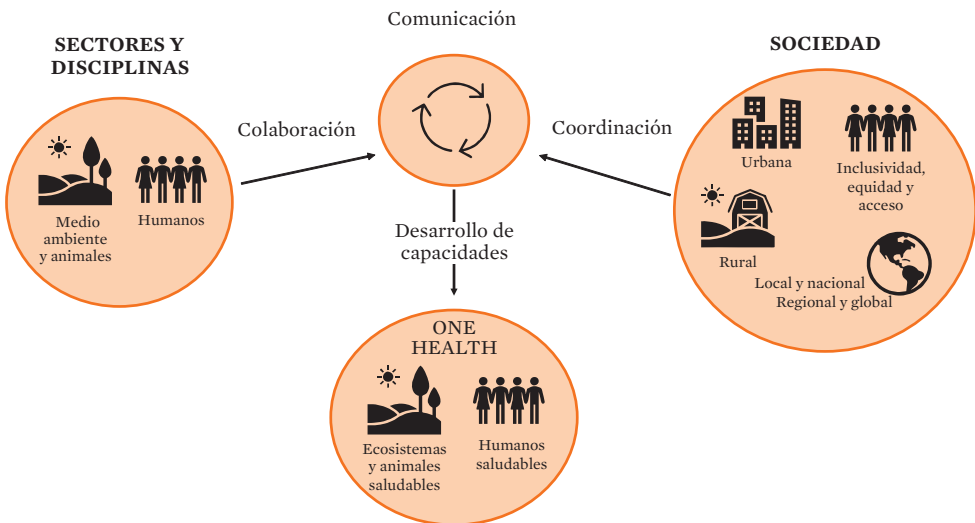 Comunicación
SECTORES Y
DISCIPLINAS
Medio
ambiente
y animales
Humanos
Colaboración
Coordinación
SOCIEDAD
Urbana
Inclusividad,
equidad y
acceso
Rural
Local y nacional
Regional y global
Desarrollo de
capacidades
ONE
HEALTH
Ecosistemas
y animales
saludables
Humanos
saludables